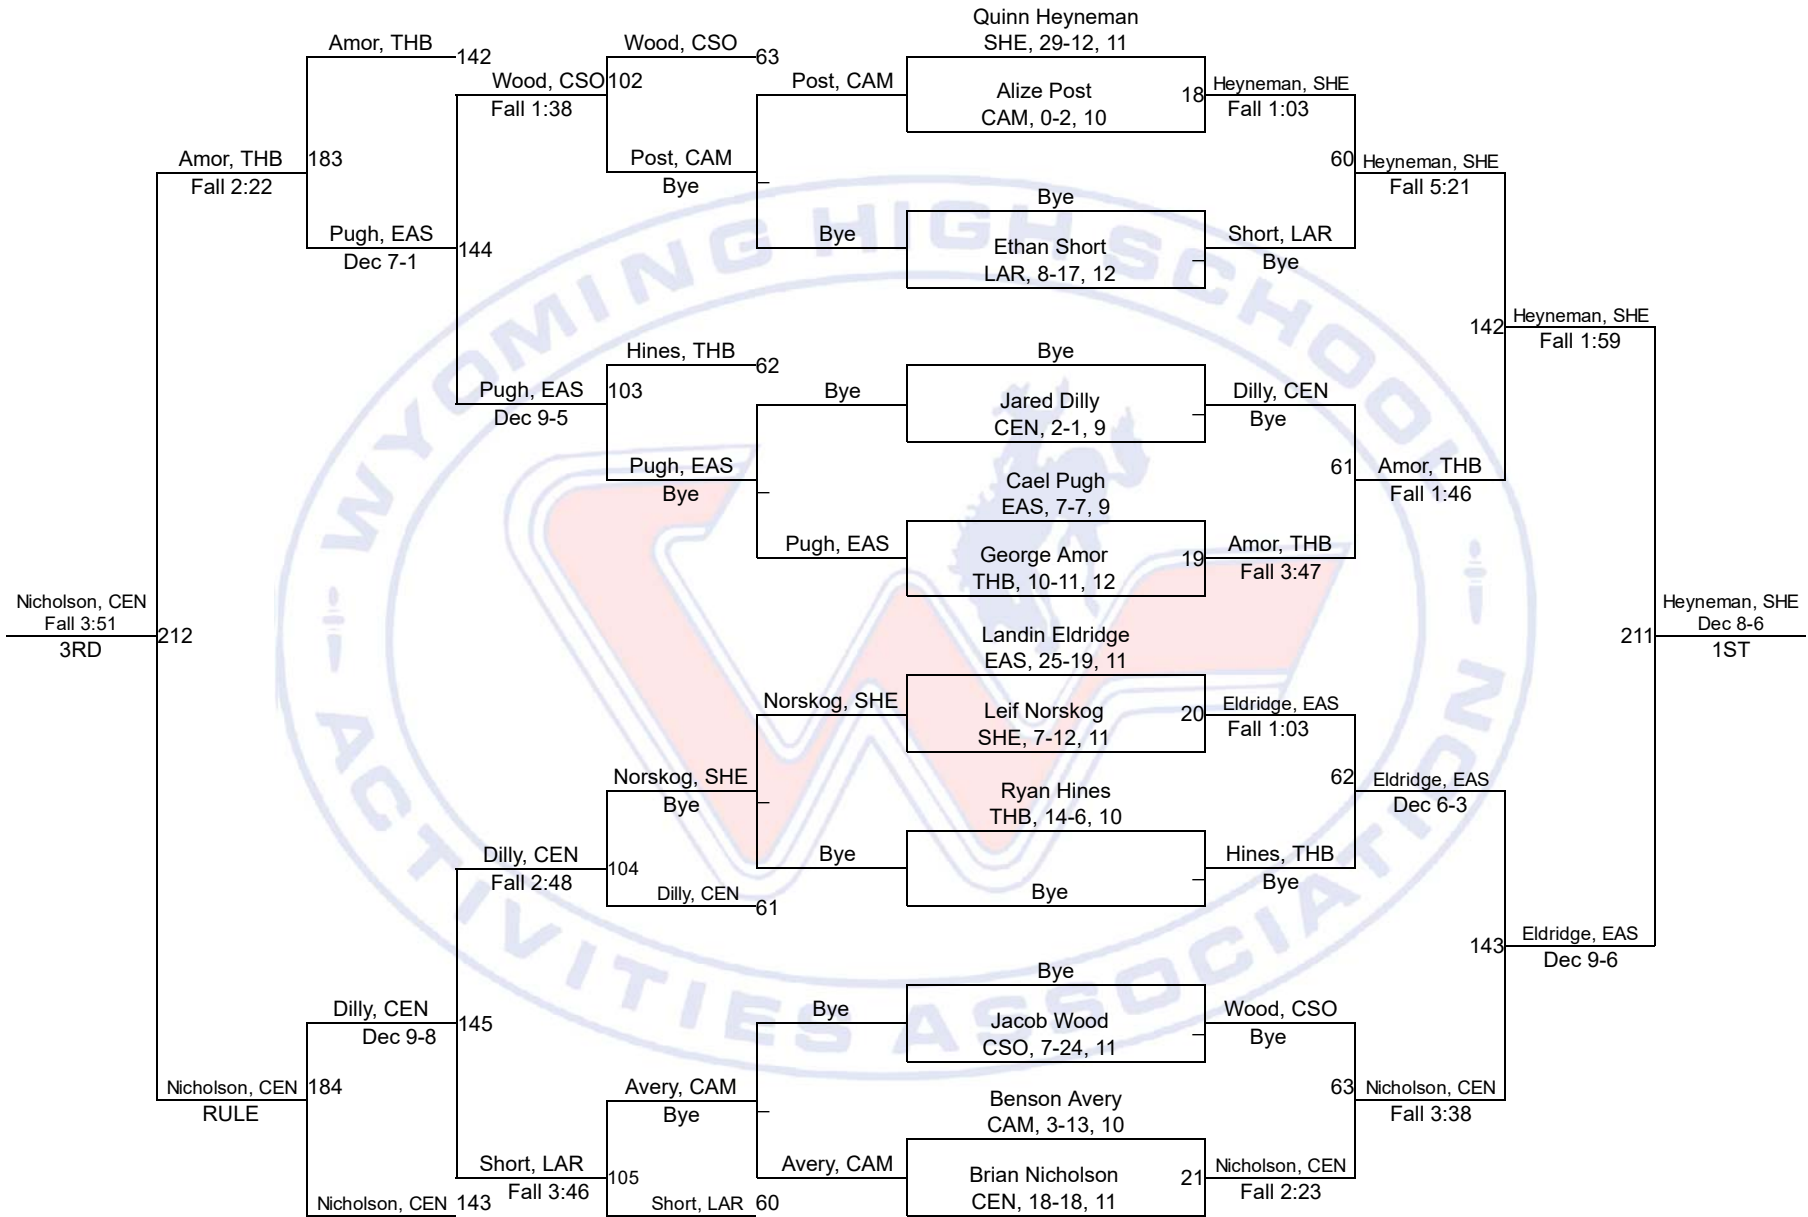 Quinn Heyneman
SHE, 29-12, 11
Alize Post
CAM, 0-2, 10
18
Bye
Ethan Short
LAR, 8-17, 12
Bye
Jared Dilly
CEN, 2-1, 9
Cael Pugh
EAS, 7-7, 9
George Amor
THB, 10-11, 12
19
Landin Eldridge
EAS, 25-19, 11
Leif Norskog
SHE, 7-12, 11
20
Ryan Hines
THB, 14-6, 10
Bye
Bye
Jacob Wood
CSO, 7-24, 11
Benson Avery
CAM, 3-13, 10
Brian Nicholson
CEN, 18-18, 11
21
Heyneman, SHE
Fall 1:03
Short, LAR
Bye
Dilly, CEN
Bye
Amor, THB
Fall 3:47
Eldridge, EAS
Fall 1:03
Hines, THB
Bye
Wood, CSO
Bye
Nicholson, CEN
Fall 2:23
60
Heyneman, SHE
Fall 5:21
61
Amor, THB
Fall 1:46
62
Eldridge, EAS
Dec 6-3
63
Nicholson, CEN
Fall 3:38
142
Heyneman, SHE
Fall 1:59
143
Eldridge, EAS
Dec 9-6
211
Heyneman, SHE
Dec 8-6
1ST
Post, CAM
Bye
Bye
Pugh, EAS
Norskog, SHE
Bye
Bye
Avery, CAM
Wood, CSO
63
Post, CAM
Bye
Hines, THB
62
Pugh, EAS
Bye
Norskog, SHE
Bye
Dilly, CEN
61
Avery, CAM
Bye
Short, LAR
60
Wood, CSO
102
Fall 1:38
Pugh, EAS
103
Dec 9-5
Dilly, CEN
104
Fall 2:48
Short, LAR
105
Fall 3:46
Amor, THB
142
Pugh, EAS
144
Dec 7-1
Dilly, CEN
145
Dec 9-8
Nicholson, CEN
143
Amor, THB
183
Fall 2:22
Nicholson, CEN
184
RULE
Nicholson, CEN
Fall 3:51
212
3RD
WYOMING HIGH SCHOOL
ACTIVITIES ASSOCIATION